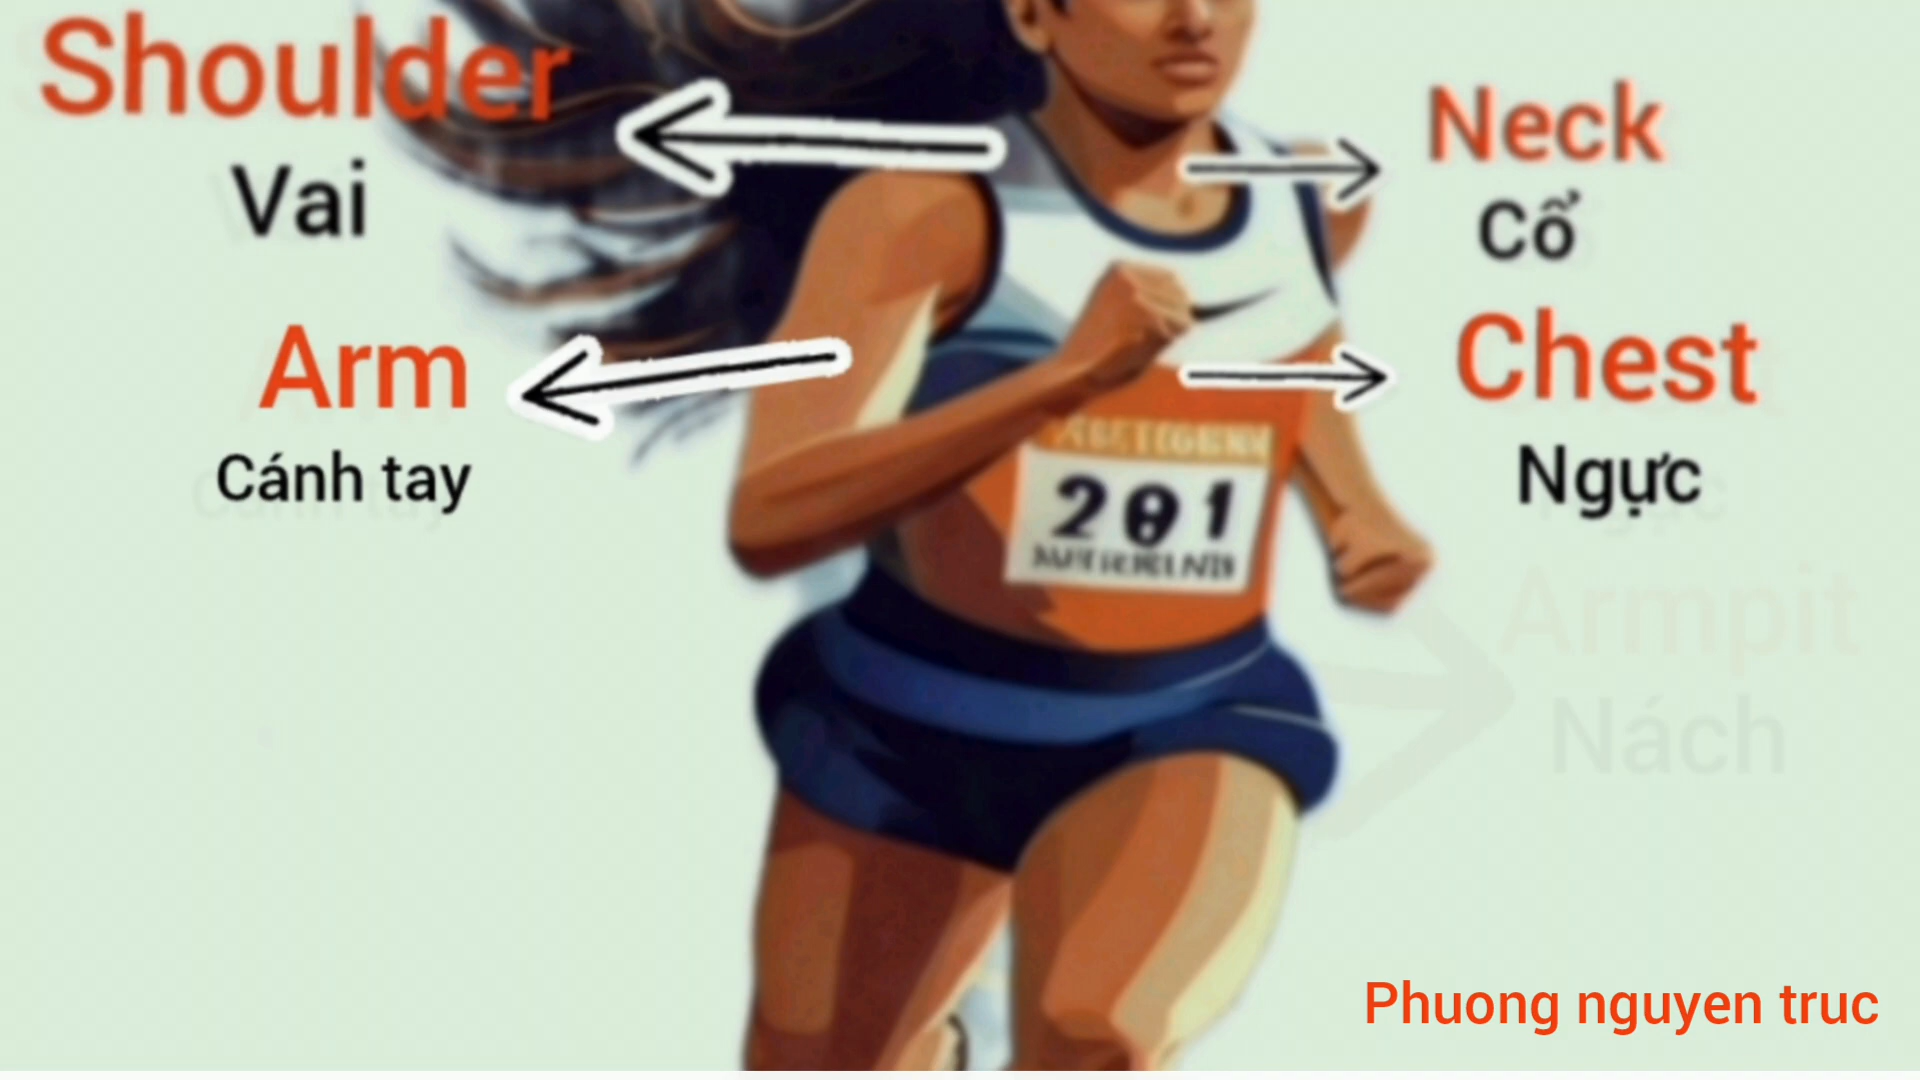 Shoulder
Vai
Neck
Cổ
Arm
Cánh tay
Chest
Ngực
201
Armpit
Nách
Phuong nguyen truc